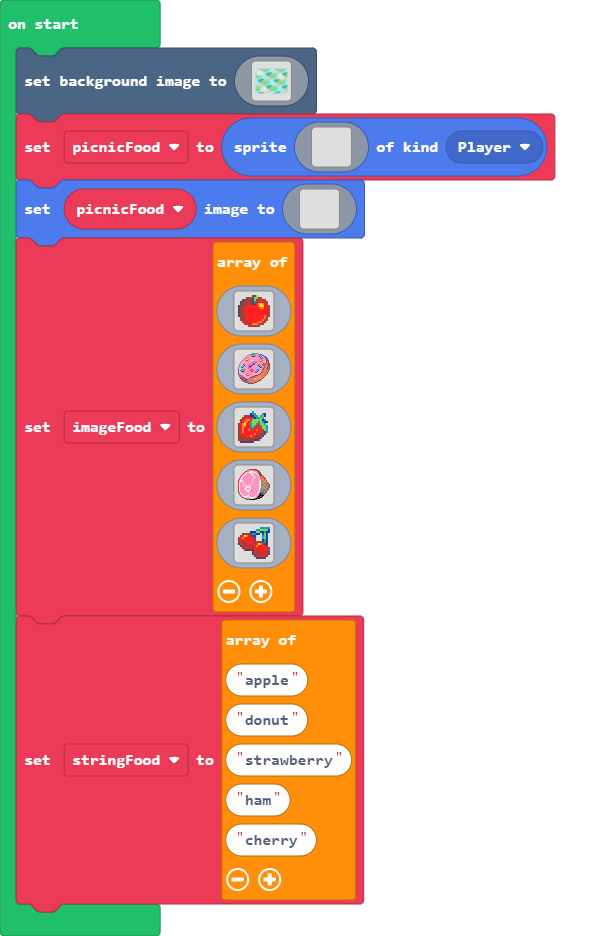 on start
set background image to
set picnicFood to sprite of kind Player
set picnicFood image to
array of
set imageFood to
array of
"apple"
"donut"
set stringFood to "strawberry"
"ham"
"cherry"